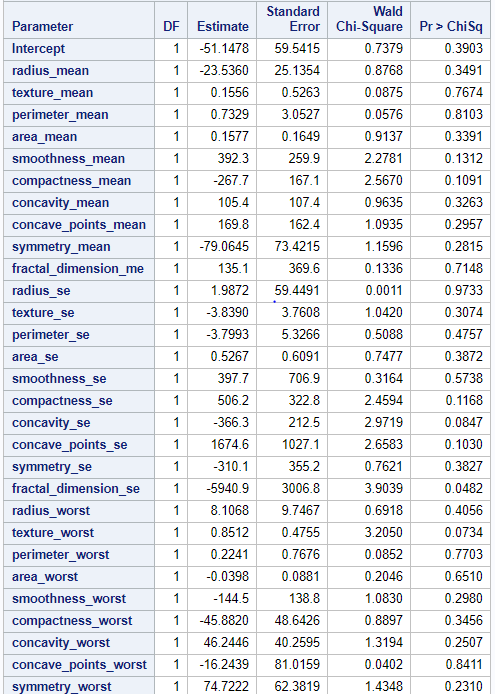 Parameter DF Estimate Standard Error Wald Chi-Square Pr > ChiSq
Intercept 1 -51.1478 59.5415 0.7379 0.3903
radius_mean 1 -23.5360 25.1354 0.8768 0.3491
texture_mean 1 0.1556 0.5263 0.0875 0.7674
perimeter_mean 1 0.7329 3.0527 0.0576 0.8103
area_mean 1 0.1577 0.1649 0.9137 0.3391
smoothness_mean 1 392.3 259.9 2.2781 0.1312
compactness_mean 1 -267.7 167.1 2.5670 0.1091
concavity_mean 1 105.4 107.4 0.9635 0.3263
concave_points_mean 1 169.8 162.4 1.0935 0.2957
symmetry_mean 1 -79.0645 73.4215 1.1596 0.2815
fractal_dimension_me 1 135.1 369.6 0.1336 0.7148
radius_se 1 1.9872 59.4491 0.0011 0.9733
texture_se 1 -3.8390 3.7608 1.0420 0.3074
perimeter_se 1 -3.7993 5.3266 0.5088 0.4757
area_se 1 0.5267 0.6091 0.7477 0.3872
smoothness_se 1 397.7 706.9 0.3164 0.5738
compactness_se 1 506.2 322.8 2.4594 0.1168
concavity_se 1 -366.3 212.5 2.9719 0.0847
concave_points_se 1 1674.6 1027.1 2.6583 0.1030
symmetry_se 1 -310.1 355.2 0.7621 0.3827
fractal_dimension_se 1 -5940.9 3006.8 3.9039 0.0482
radius_worst 1 8.1068 9.7467 0.6918 0.4056
texture_worst 1 0.8512 0.4755 3.2050 0.0734
perimeter_worst 1 0.2241 0.7676 0.0852 0.7703
area_worst 1 -0.0398 0.0881 0.2046 0.6510
smoothness_worst 1 -144.5 138.8 1.0830 0.2980
compactness_worst 1 -45.8820 48.6426 0.8897 0.3456
concavity_worst 1 46.2446 40.2595 1.3194 0.2507
concave_points_worst 1 -16.2439 81.0159 0.0402 0.8411
symmetry_worst 1 74.7222 62.3819 1.4348 0.2310